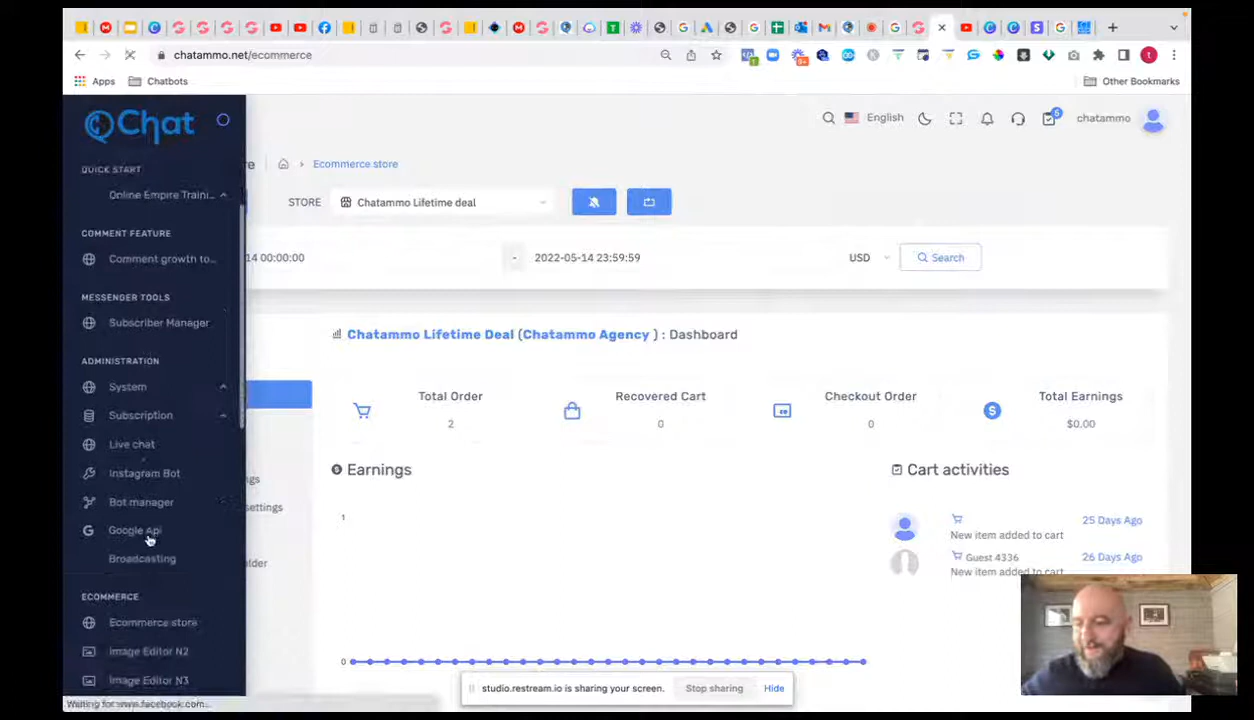 chatammo.net/ecommerce
Apps
Chatbots
Other Bookmarks
Chat
English
5
chatammo
QUICK START
Online Empire Traini...
re
Ecommerce store
STORE
Chatammo Lifetime deal
COMMENT FEATURE
Comment growth to...
14 00:00:00
-
2022-05-14 23:59:59
USD
Search
MESSENDER TOOLS
Subscriber Manager
Chatammo Lifetime Deal (Chatammo Agency ) : Dashboard
ADMINISTRATION
System
Subscription
Live chat
Instagram Bot
Bot manager
Google Api
Broadcasting
Total Order
2
Recovered Cart
0
Checkout Order
0
Total Earnings
$0.00
ngs
settings
older
Earnings
1
0
Cart activities
25 Days Ago
New item added to cart
Guest 4336
26 Days Ago
New item added to cart
ECOMMERCE
Ecommerce store
Image Editor N2
Image Editor N3
studio.restream.io is sharing your screen.
Stop sharing
Hide
Waiting for www.facebook.com...